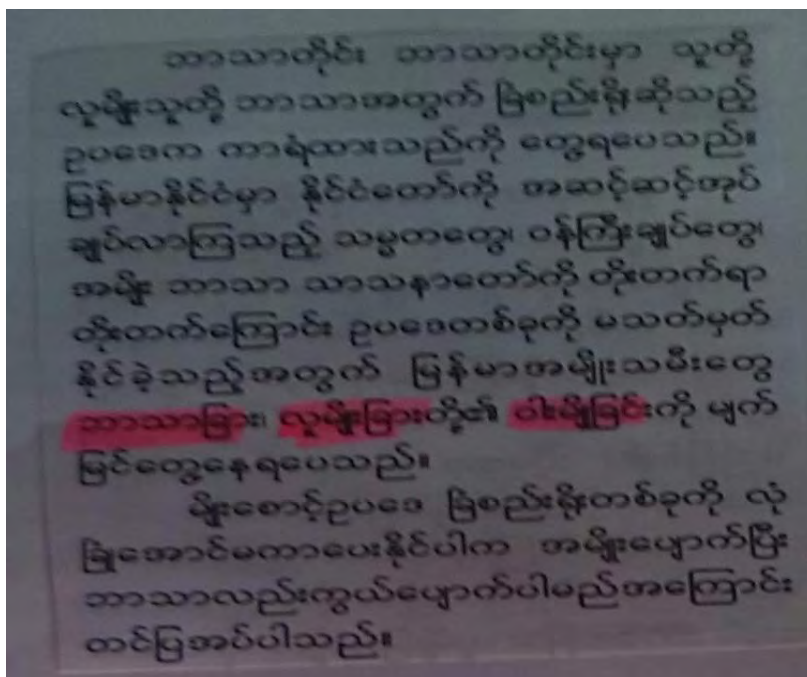 ဘာသာတိုင်း ဘာသာတိုင်းမှာ သူတို့
လူမျိုးသူတို့ ဘာသာအတွက် ခြံစည်းရိုးဆိုသည့်
ဥပဒေက ကာရံထားသည်ကို တွေ့ရပေသည်။
မြန်မာနိုင်ငံမှာ နိုင်ငံတော်ကို အဆင့်ဆင့်အုပ်
ချုပ်လာကြသည့် သမ္မတတွေ၊ ဝန်ကြီးချုပ်တွေ၊
အမျိုး ဘာသာ သာသနာတော်ကို တိုးတက်ရာ
တိုးတက်ကြောင်း ဥပဒေတစ်ခုကို မသတ်မှတ်
နိုင်ခဲ့သည့်အတွက် မြန်မာအမျိုးသမီးတွေ
ဘာသာခြား၊ လူမျိုးခြားတို့၏ ဝါးမျိုခြင်းကို မျက်
မြင်တွေ့နေရပေသည်။
မျိုးစောင့်ဥပဒေ ခြံစည်းရိုးတစ်ခုကို လုံ
ခြုံအောင်မကာပေးနိုင်ပါက အမျိုးပျောက်ပြီး
ဘာသာလည်းကွယ်ပျောက်ပါမည်အကြောင်း
တင်ပြအပ်ပါသည်။